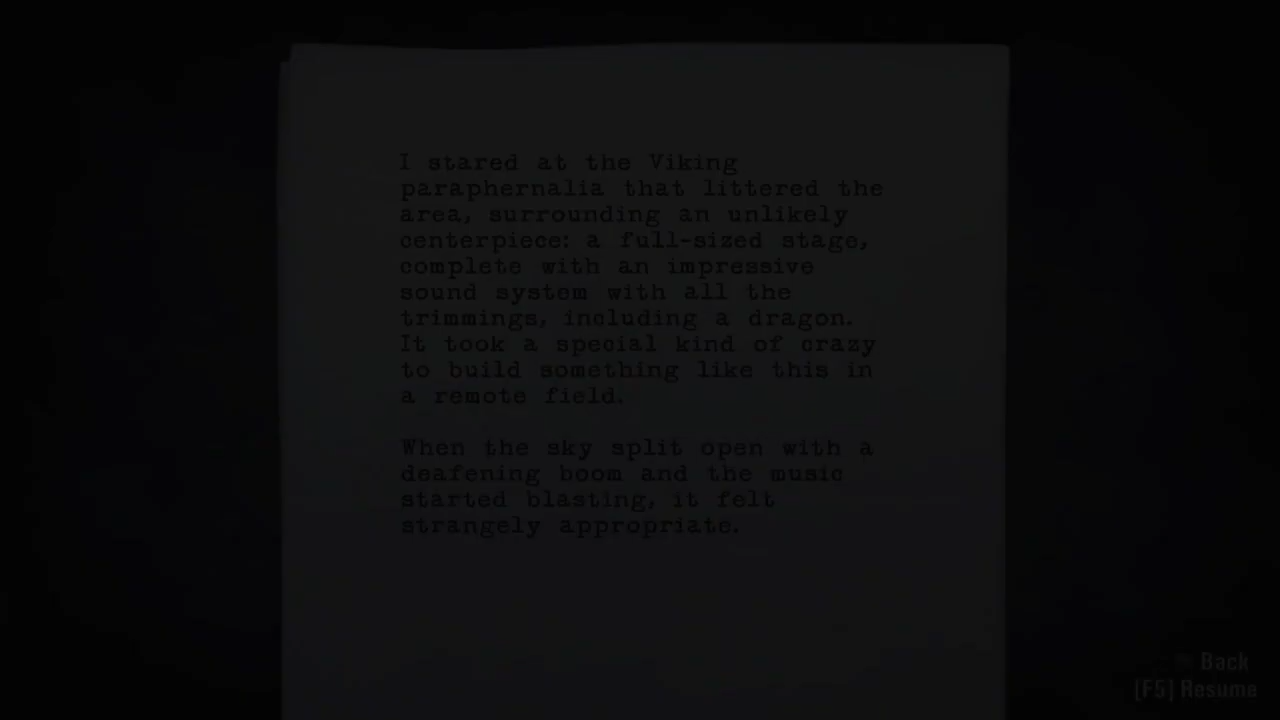 I stared at the Viking
paraphernalia that littered the
area, surrounding an unlikely
centerpiece: a full-sized stage,
complete with an impressive
sound system with all the
trimmings, including a dragon.
It took a special kind of crazy
to build something like this in
a remote field.
When the sky split open with a
deafening boom and the music
started blasting, it felt
strangely appropriate.
Back
[F5] Resume